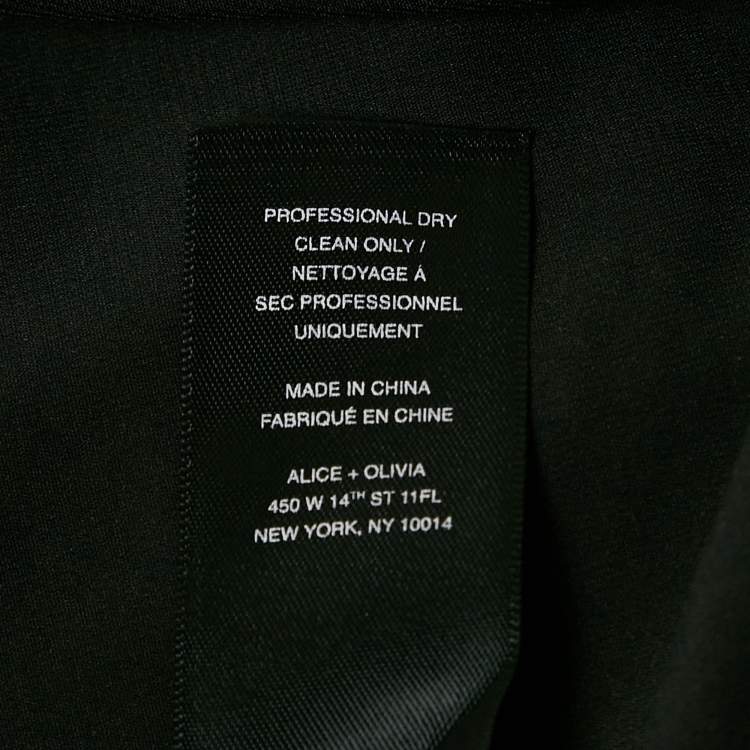 PROFESSIONAL DRY
CLEAN ONLY /
NETTOYAGE Á
SEC PROFESSIONNEL
UNIQUEMENT
MADE IN CHINA
FABRIQUÉ EN CHINE
ALICE + OLIVIA
450 W 14TH ST 11FL
NEW YORK, NY 10014